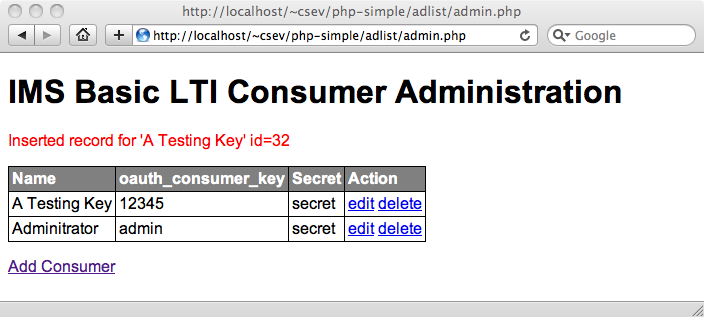 http://localhost/~csev/php-simple/adlist/admin.php
http://localhost/~csev/php-simple/adlist/admin.php Google
IMS Basic LTI Consumer Administration
Inserted record for 'A Testing Key' id=32
Name oauth_consumer_key Secret Action
A Testing Key 12345 secret edit delete
Adminitrator admin secret edit delete
Add Consumer